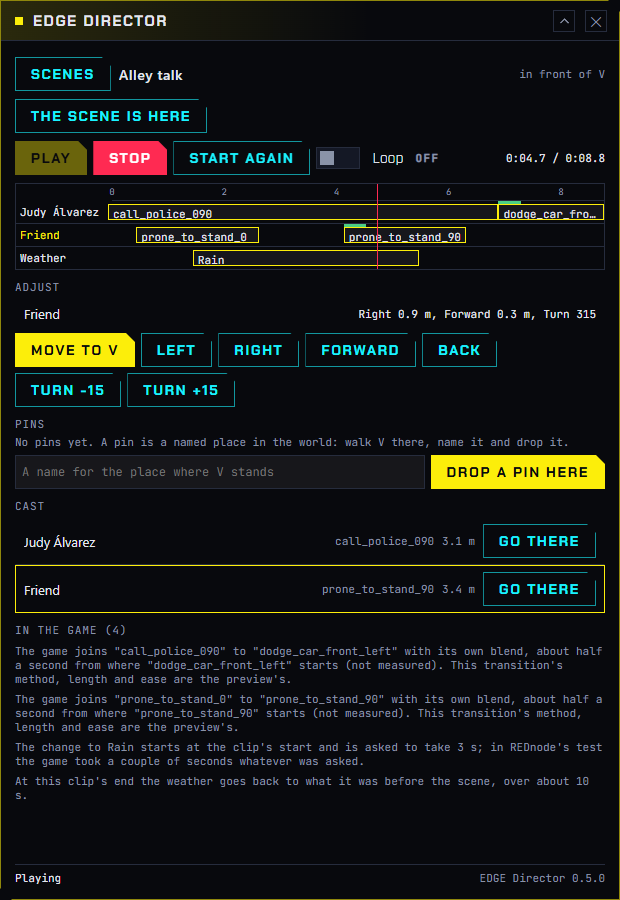 EDGE DIRECTOR
SCENES Alley talk in front of V
THE SCENE IS HERE
PLAY STOP START AGAIN Loop OFF 0:04.7 / 0:08.8
0 2 4 6 8
Judy Álvarez call_police_090 dodge_car_fro…
Friend prone_to_stand_0 prone_to_stand_90
Weather Rain
ADJUST
Friend Right 0.9 m, Forward 0.3 m, Turn 315
MOVE TO V LEFT RIGHT FORWARD BACK
TURN -15 TURN +15
PINS
No pins yet. A pin is a named place in the world: walk V there, name it and drop it.
A name for the place where V stands DROP A PIN HERE
CAST
Judy Álvarez call_police_090 3.1 m GO THERE
Friend prone_to_stand_90 3.4 m GO THERE
IN THE GAME (4)
The game joins "call_police_090" to "dodge_car_front_left" with its own blend, about half
a second from where "dodge_car_front_left" starts (not measured). This transition's
method, length and ease are the preview's.
The game joins "prone_to_stand_0" to "prone_to_stand_90" with its own blend, about half a
second from where "prone_to_stand_90" starts (not measured). This transition's method,
length and ease are the preview's.
The change to Rain starts at the clip's start and is asked to take 3 s; in REDnode's test
the game took a couple of seconds whatever was asked.
At this clip's end the weather goes back to what it was before the scene, over about 10
s.
Playing EDGE Director 0.5.0